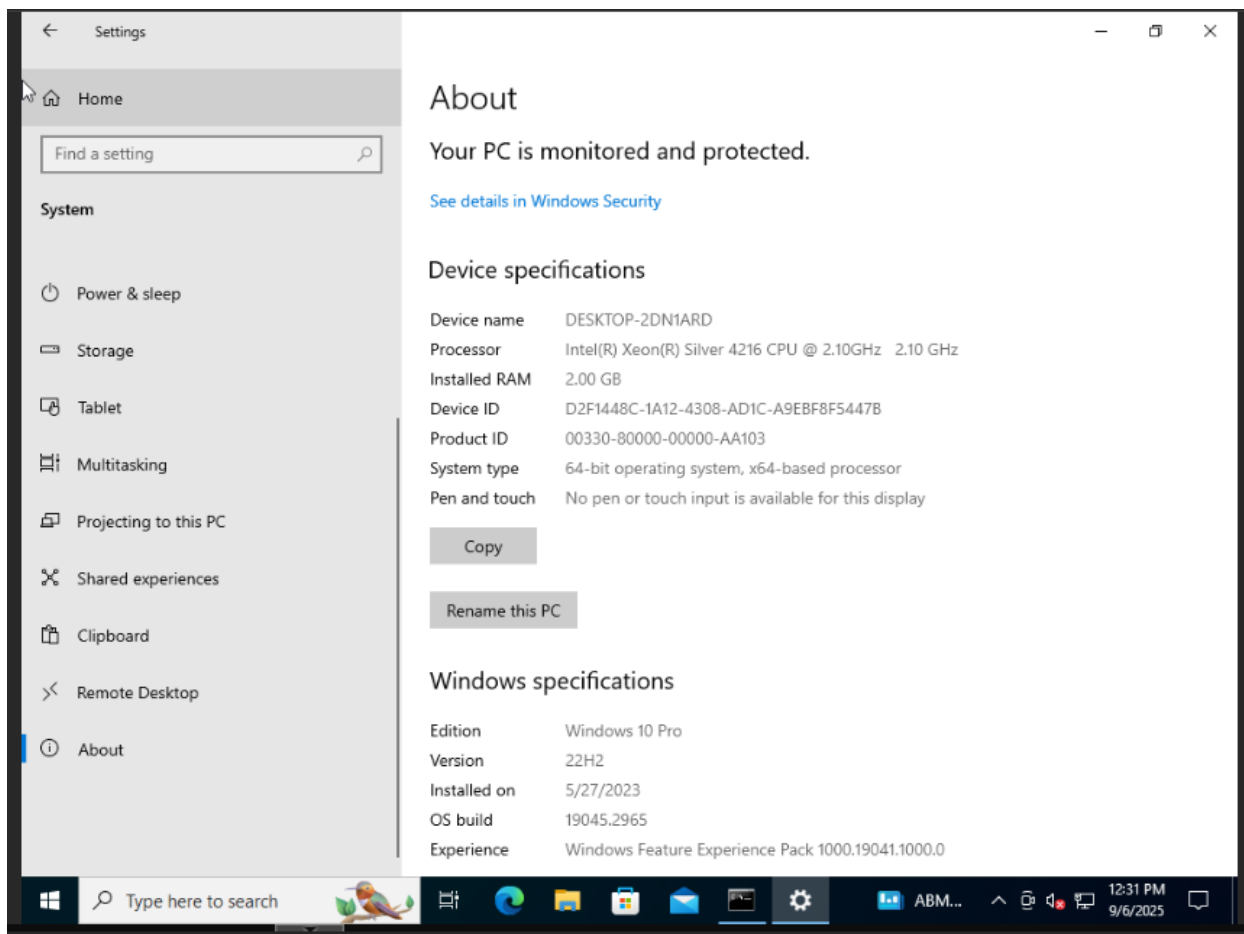 Settings
Home
Find a setting
System
Power & sleep
Storage
Tablet
Multitasking
Projecting to this PC
Shared experiences
Clipboard
Remote Desktop
About
About
Your PC is monitored and protected.
See details in Windows Security
Device specifications
Device name DESKTOP-2DN1ARD
Processor Intel(R) Xeon(R) Silver 4216 CPU @ 2.10GHz 2.10 GHz
Installed RAM 2.00 GB
Device ID D2F1448C-1A12-4308-AD1C-A9EBF8F5447B
Product ID 00330-80000-00000-AA103
System type 64-bit operating system, x64-based processor
Pen and touch No pen or touch input is available for this display
Copy
Rename this PC
Windows specifications
Edition Windows 10 Pro
Version 22H2
Installed on 5/27/2023
OS build 19045.2965
Experience Windows Feature Experience Pack 1000.19041.1000.0
Type here to search
ABM...
12:31 PM
9/6/2025